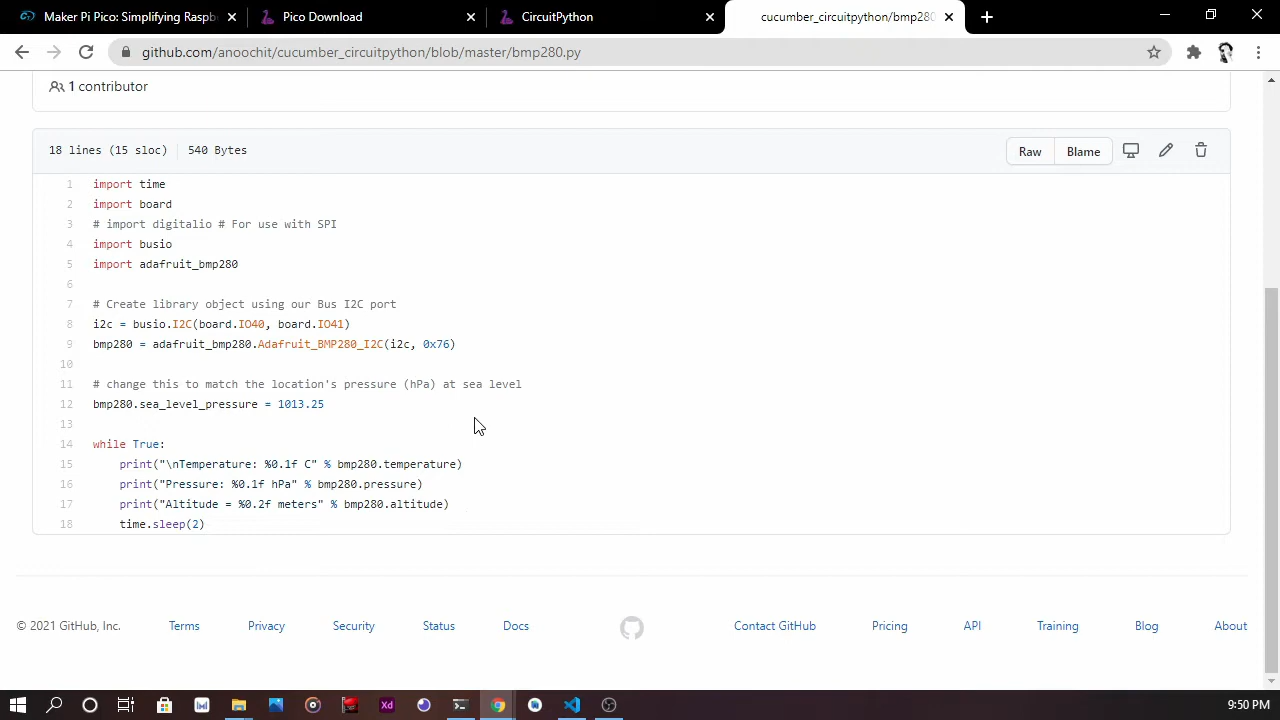 Maker Pi Pico: Simplifying Raspb
Pico Download
CircuitPython
cucumber_circuitpython/bmp280
github.com/anoochit/cucumber_circuitpython/blob/master/bmp280.py
1 contributor
18 lines (15 sloc) 540 Bytes
Raw Blame
1 import time
2 import board
3 # import digitalio # For use with SPI
4 import busio
5 import adafruit_bmp280
6
7 # Create library object using our Bus I2C port
8 i2c = busio.I2C(board.IO40, board.IO41)
9 bmp280 = adafruit_bmp280.Adafruit_BMP280_I2C(i2c, 0x76)
10
11 # change this to match the location's pressure (hPa) at sea level
12 bmp280.sea_level_pressure = 1013.25
13
14 while True:
15 print("\nTemperature: %0.1f C" % bmp280.temperature)
16 print("Pressure: %0.1f hPa" % bmp280.pressure)
17 print("Altitude = %0.2f meters" % bmp280.altitude)
18 time.sleep(2)
© 2021 GitHub, Inc. Terms Privacy Security Status Docs Contact GitHub Pricing API Training Blog About
Xd
9:50 PM